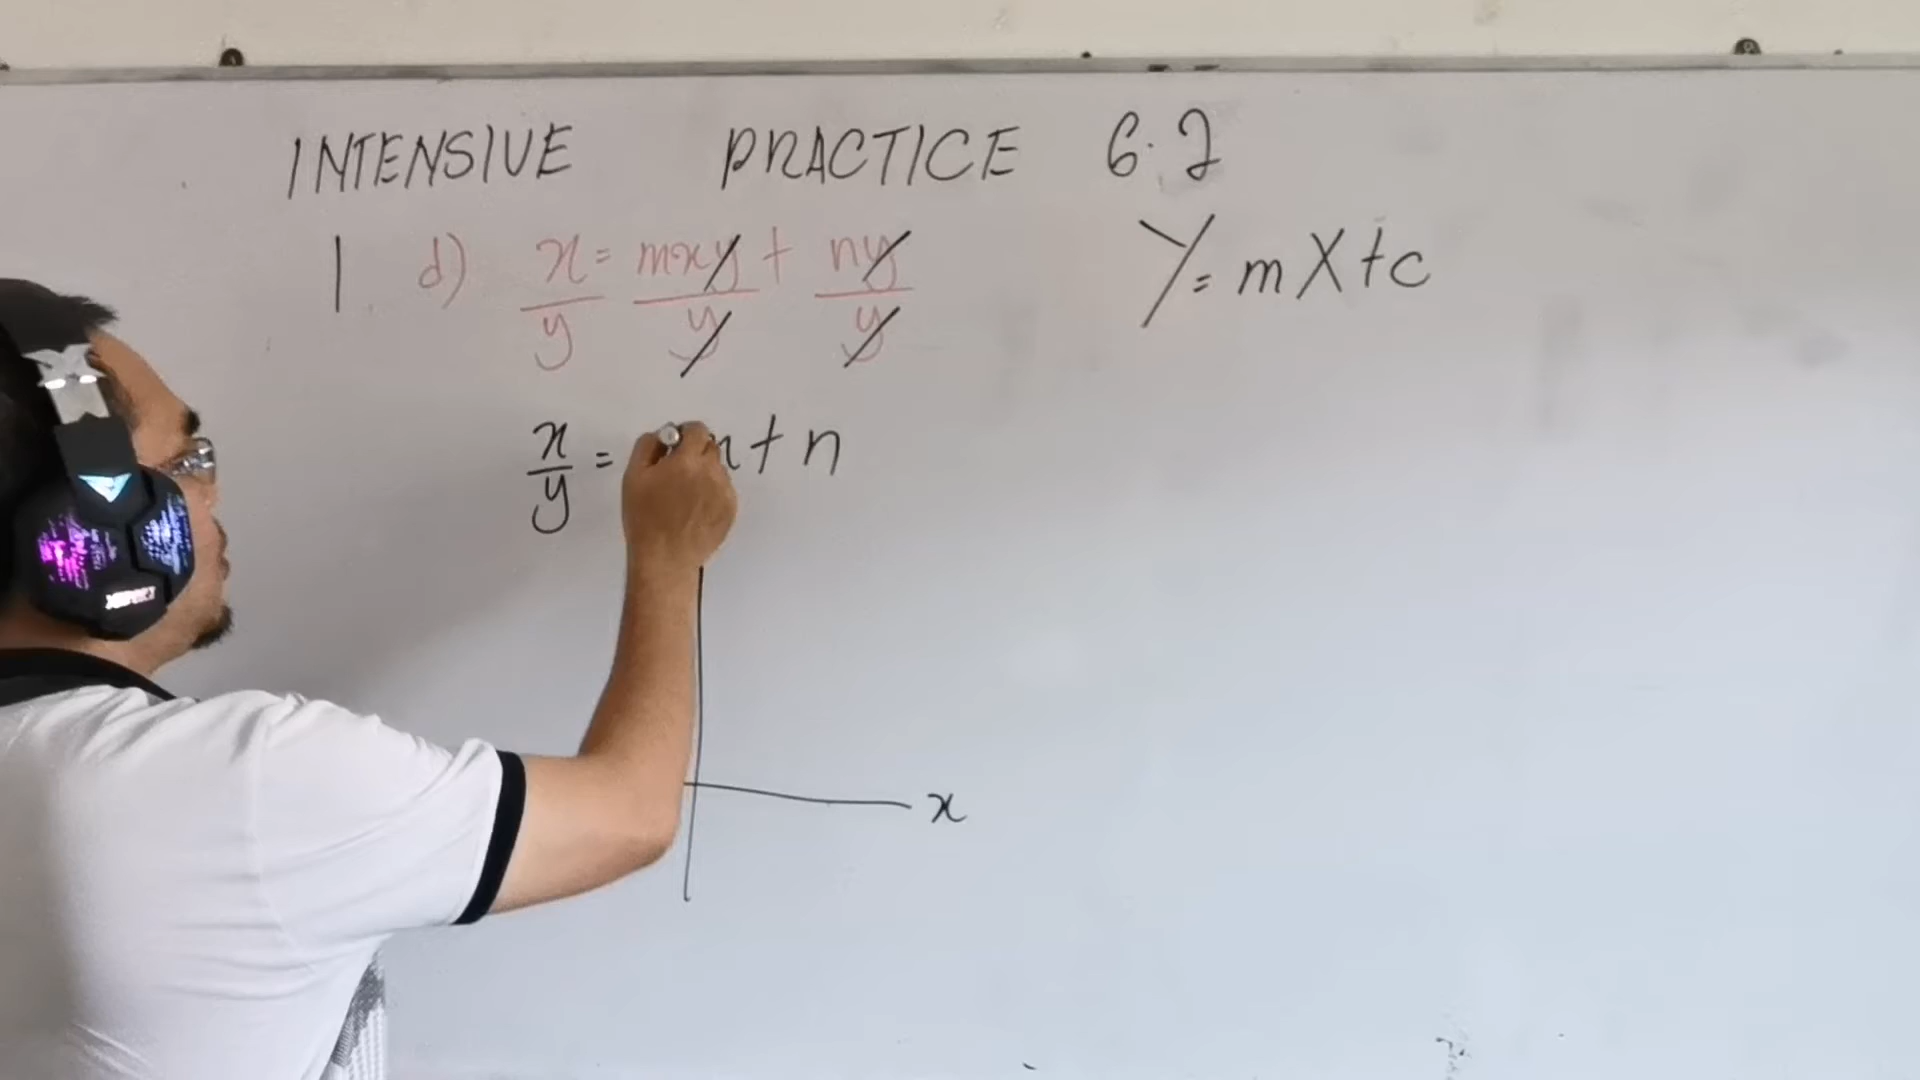 INTENSIVE PRACTICE 6.2
1 d) x/y = mxy/y + ny/y
Y = mX + c
x/y = + n
x